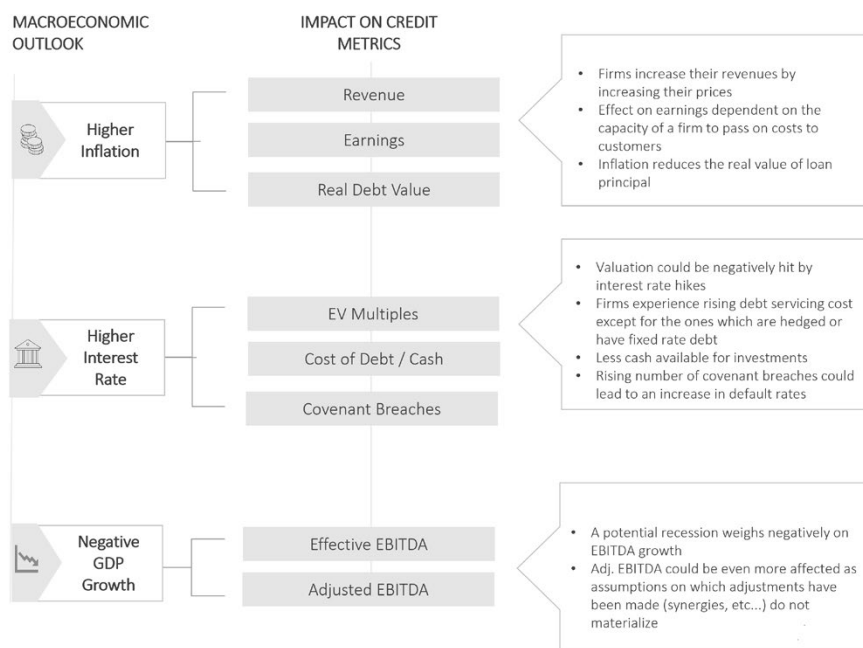 MACROECONOMIC
OUTLOOK
IMPACT ON CREDIT
METRICS
Higher
Inflation
Revenue
Earnings
Real Debt Value
• Firms increase their revenues by
increasing their prices
• Effect on earnings dependent on the
capacity of a firm to pass on costs to
customers
• Inflation reduces the real value of loan
principal
Higher
Interest
Rate
EV Multiples
Cost of Debt / Cash
Covenant Breaches
• Valuation could be negatively hit by
interest rate hikes
• Firms experience rising debt servicing cost
except for the ones which are hedged or
have fixed rate debt
• Less cash available for investments
• Rising number of covenant breaches could
lead to an increase in default rates
Negative
GDP
Growth
Effective EBITDA
Adjusted EBITDA
• A potential recession weighs negatively on
EBITDA growth
• Adj. EBITDA could be even more affected as
assumptions on which adjustments have
been made (synergies, etc...) do not
materialize